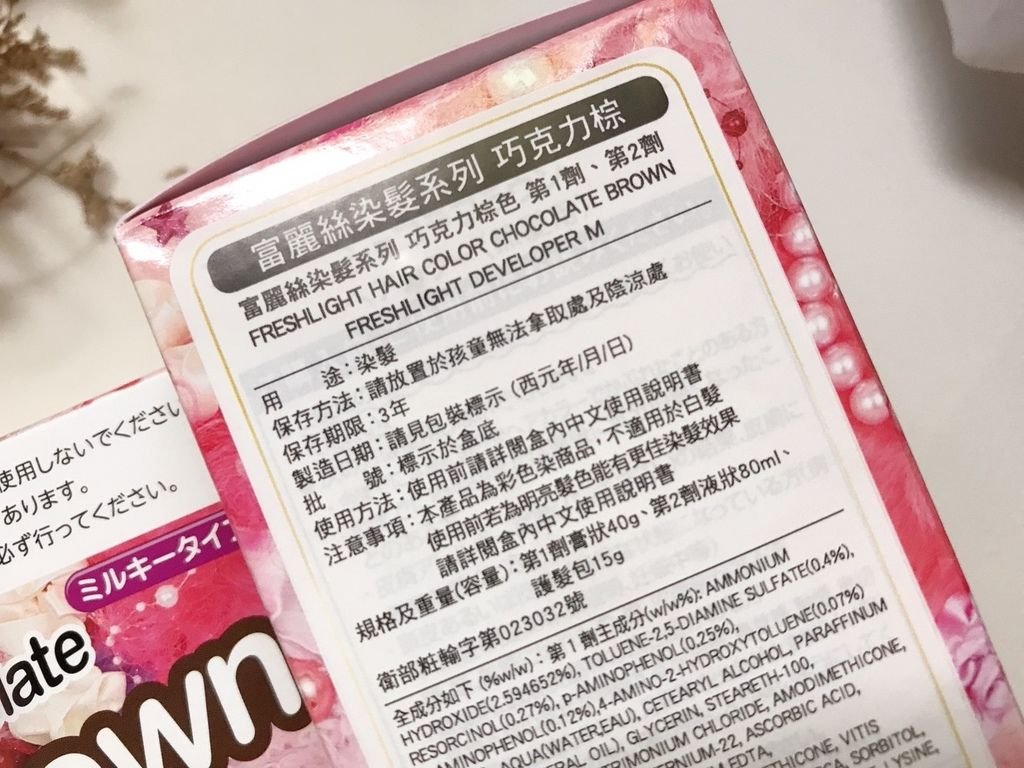 富麗絲染髮系列 巧克力棕
富麗絲染髮系列 巧克力棕色 第1劑、第2劑
FRESHLIGHT HAIR COLOR CHOCOLATE BROWN
FRESHLIGHT DEVELOPER M
用 途：染髮
保存方法：請放置於孩童無法拿取處及陰涼處
保存期限：3年
製造日期：請見包裝標示 (西元年/月/日)
批 號：標示於盒底
使用方法：使用前請詳閱盒內中文使用說明書
注意事項：本產品為彩色染商品，不適用於白髮
使用前若為明亮髮色能有更佳染髮效果
請詳閱盒內中文使用說明書
規格及重量(容量)：第1劑膏狀40g、第2劑液狀80ml、
護髮包15g
衛部粧輸字第023032號
全成分如下 (%w/w)：第 1 劑主成分(w/w%): AMMONIUM
HYDROXIDE(2.594652%), TOLUENE-2,5-DIAMINE SULFATE(0.4%),
RESORCINOL(0.27%), p-AMINOPHENOL(0.25%),
AMINOPHENOL(0.12%),4-AMINO-2-HYDROXYTOLUENE(0.07%)
AQUA(WATER,EAU), CETEARYL ALCOHOL, PARAFFINUM
ERAL OIL), GLYCERIN, STEARETH-100,
TRIMONIUM CHLORIDE, AMODIMETHICONE,
ERNIUM-22, ASCORBIC ACID,
EDTA,
THICONE, VITIS
SORBITOL,
LYSINE,
使用しないでください
あります。
必ず行ってください。
ミルキータイプ
late
own